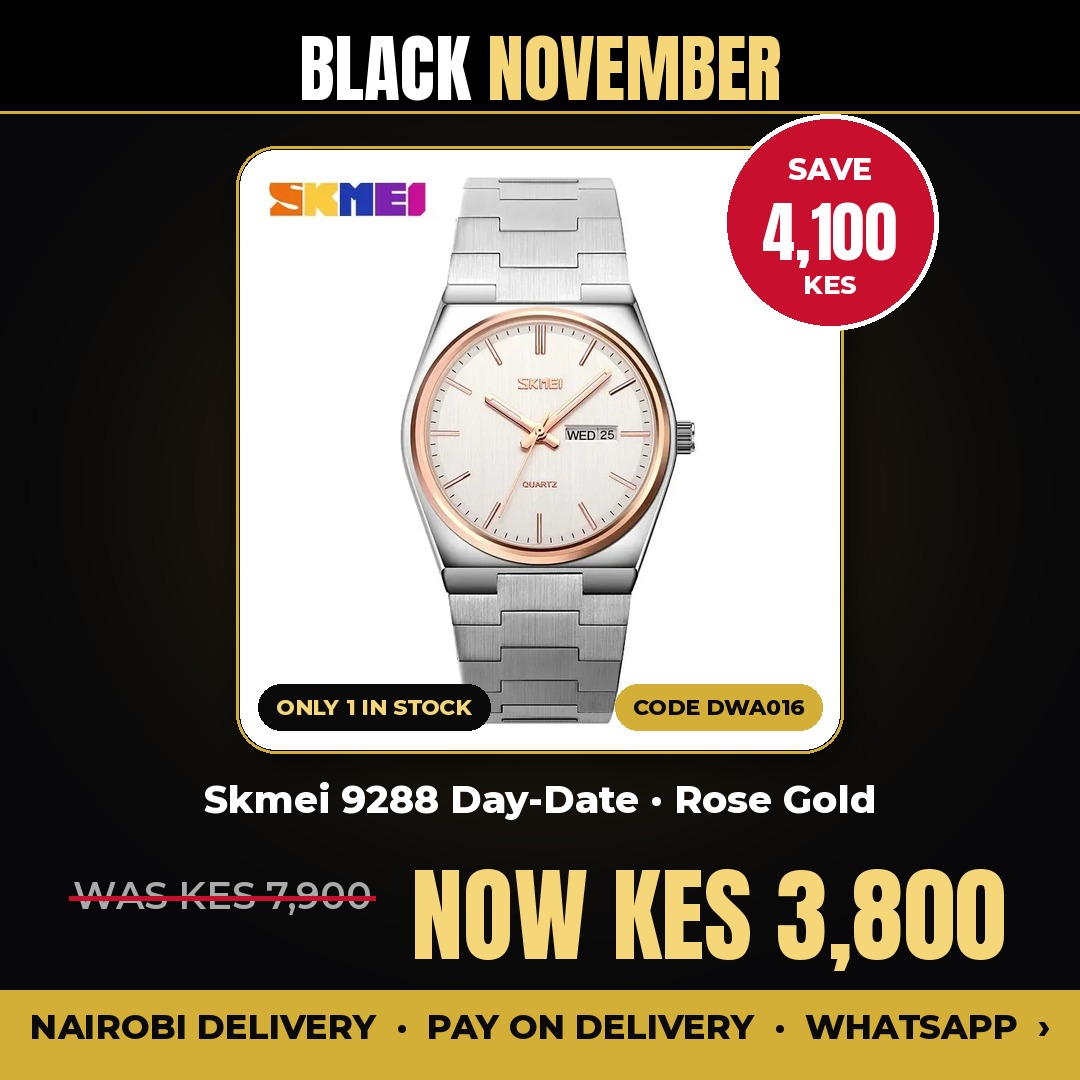 BLACK NOVEMBER
SAVE
4,100
KES
SKMEI
SKMEI
WED 25
QUARTZ
ONLY 1 IN STOCK
CODE DWA016
Skmei 9288 Day-Date • Rose Gold
WAS KES 7,900
NOW KES 3,800
NAIROBI DELIVERY • PAY ON DELIVERY • WHATSAPP ›